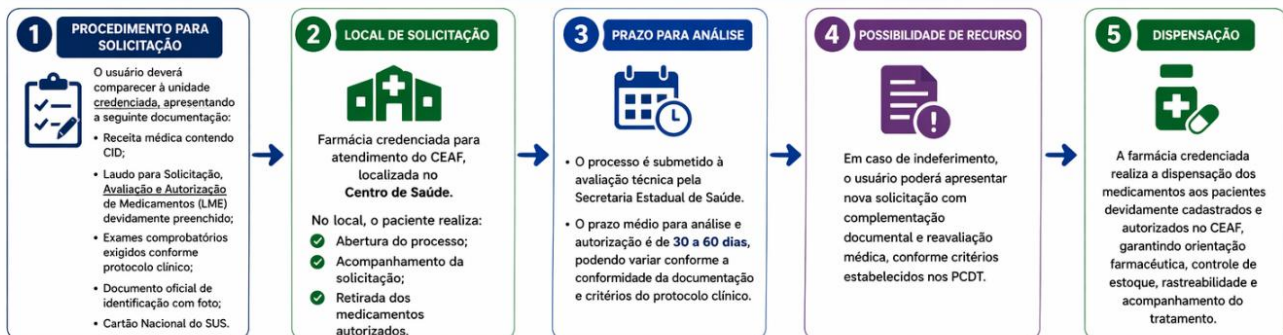 1
PROCEDIMENTO PARA
SOLICITAÇÃO
O usuário deverá
comparecer à unidade
credenciada, apresentando
a seguinte documentação:
• Receita médica contendo
CID;
• Laudo para Solicitação,
Avaliação e Autorização
de Medicamentos (LME)
devidamente preenchido;
• Exames comprobatórios
exigidos conforme
protocolo clínico;
• Documento oficial de
identificação com foto;
• Cartão Nacional do SUS.
2
LOCAL DE SOLICITAÇÃO
Farmácia credenciada para
atendimento do CEAF,
localizada no
Centro de Saúde.
No local, o paciente realiza:
Abertura do processo;
Acompanhamento da
solicitação;
Retirada dos
medicamentos
autorizados.
3
PRAZO PARA ANÁLISE
• O processo é submetido à
avaliação técnica pela
Secretaria Estadual de Saúde.
• O prazo médio para análise e
autorização é de 30 a 60 dias,
podendo variar conforme a
conformidade da documentação
e critérios do protocolo clínico.
4
POSSIBILIDADE DE RECURSO
Em caso de indeferimento,
o usuário poderá apresentar
nova solicitação com
complementação
documental e reavaliação
médica, conforme critérios
estabelecidos nos PCDT.
5
DISPENSAÇÃO
A farmácia credenciada
realiza a dispensação dos
medicamentos aos pacientes
devidamente cadastrados e
autorizados no CEAF,
garantindo orientação
farmacêutica, controle de
estoque, rastreabilidade e
acompanhamento do
tratamento.